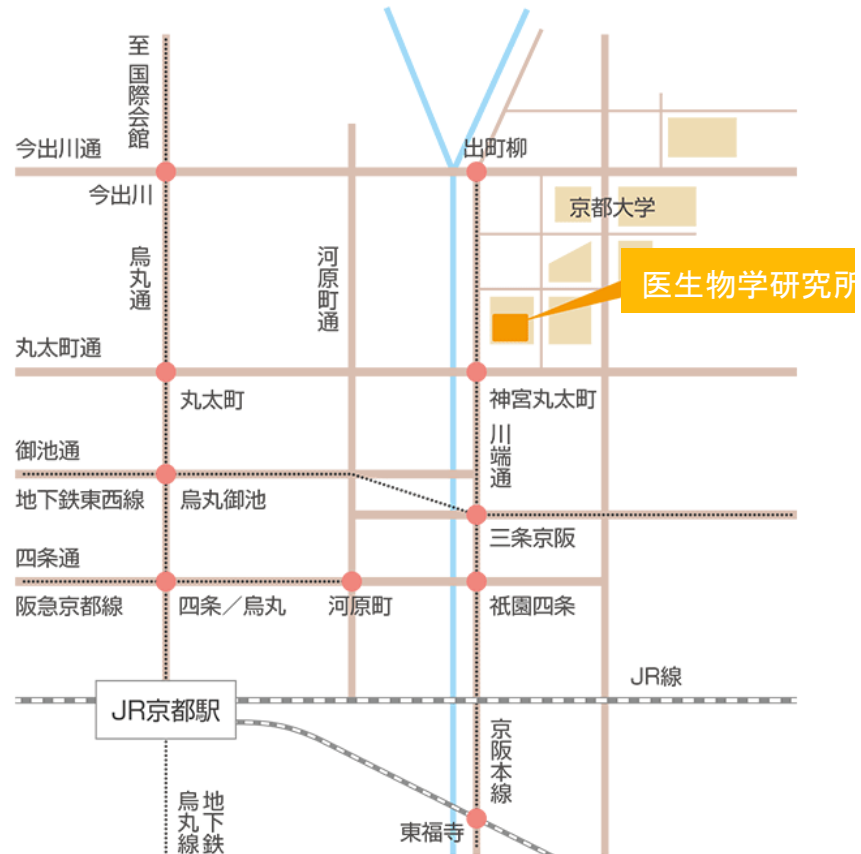 至 国際会館
今出川通
出町柳
今出川
京都大学
烏丸通
河原町通
医生物学研究所
丸太町通
丸太町
神宮丸太町
川端通
御池通
地下鉄東西線
烏丸御池
三条京阪
四条通
阪急京都線
四条／烏丸
河原町
祇園四条
JR線
JR京都駅
京阪本線
地下鉄
烏丸線
東福寺